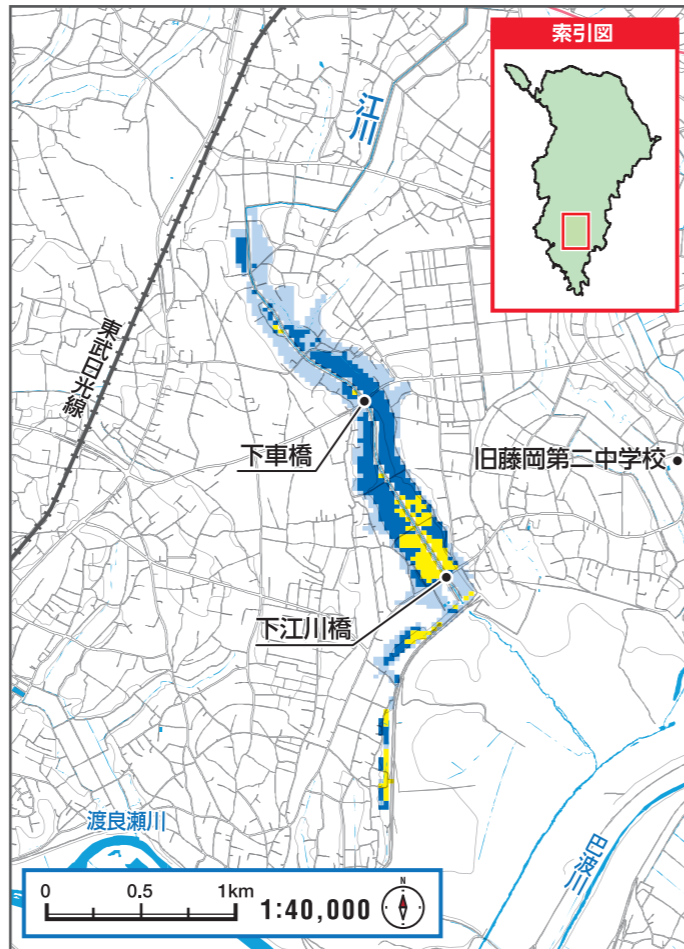 索引図
江川
東武日光線
下車橋
旧藤岡第二中学校
下江川橋
渡良瀬川
巴波川
0 0.5 1km 1:40,000
N